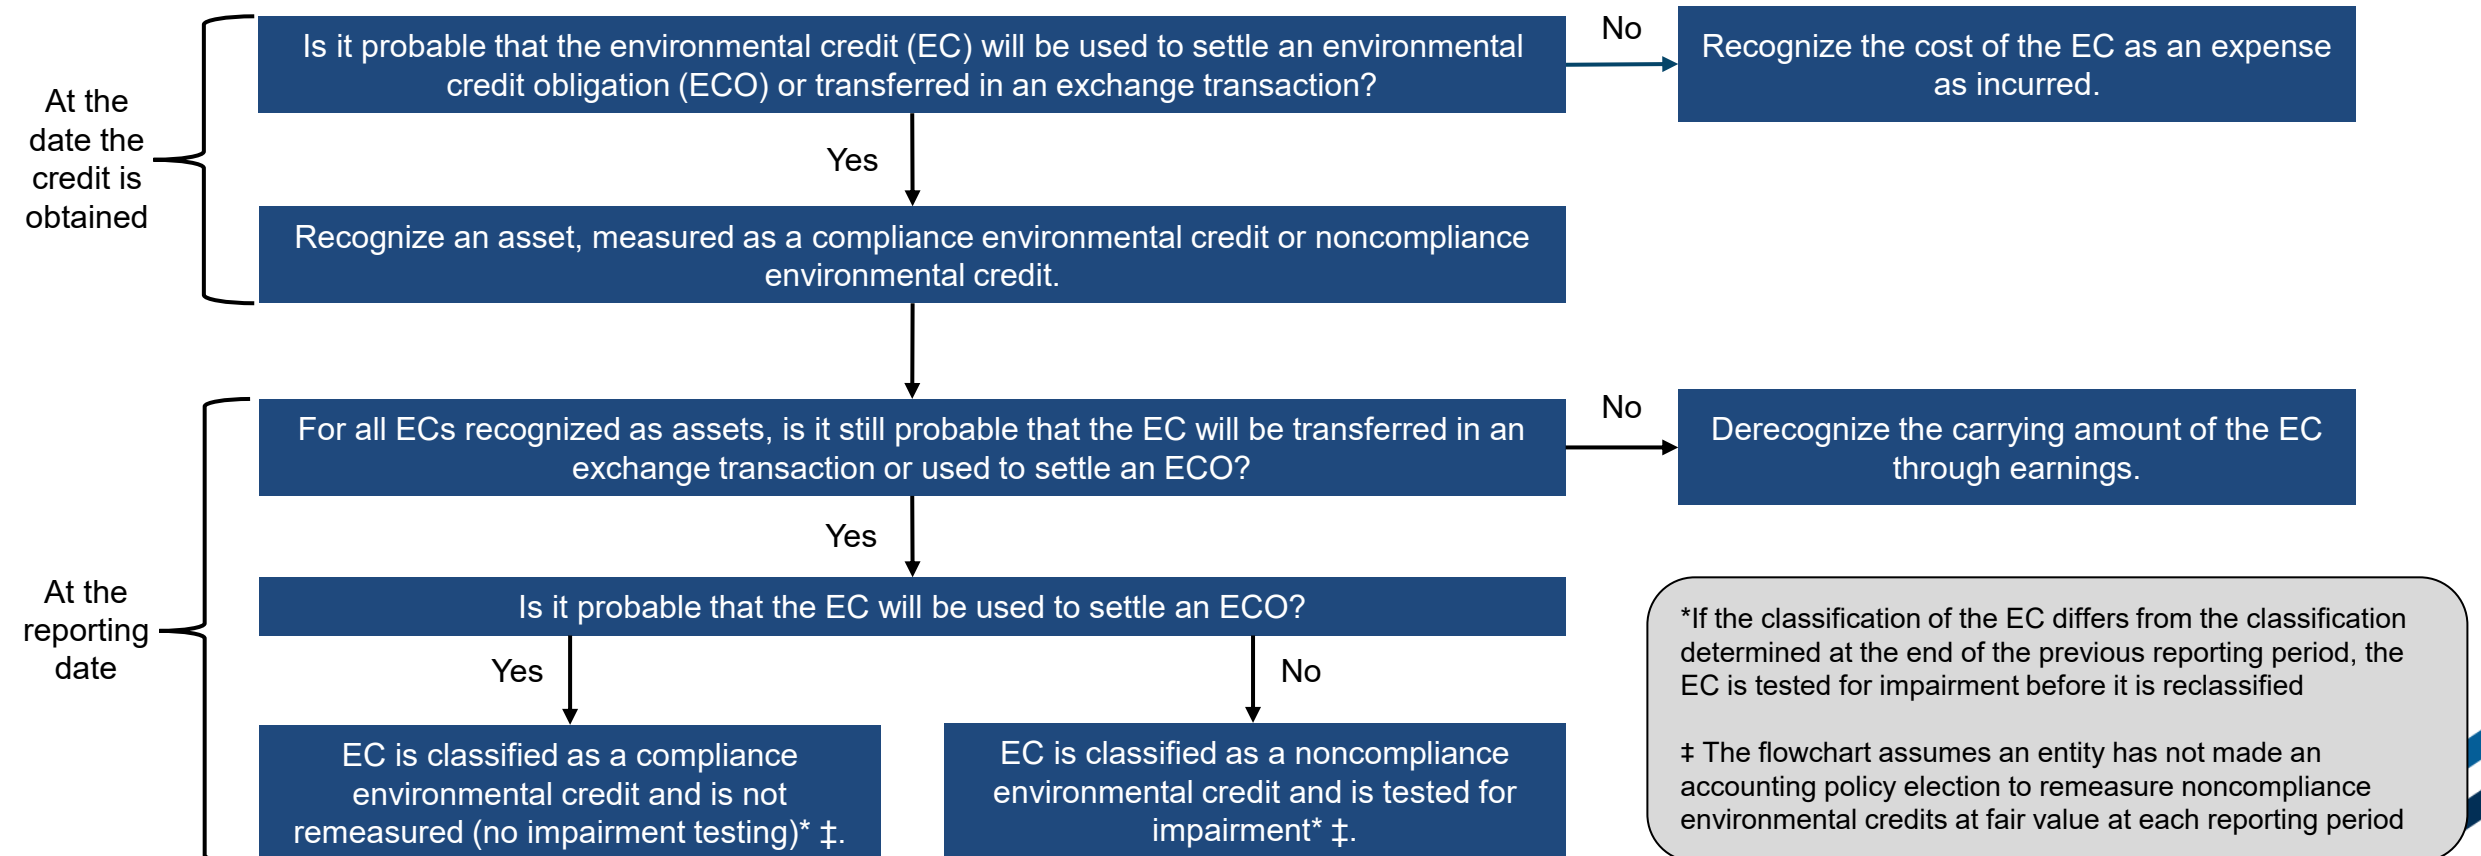 Is it probable that the environmental credit (EC) will be used to settle an environmental
credit obligation (ECO) or transferred in an exchange transaction?
No
Recognize the cost of the EC as an expense
as incurred.
At the
date the
credit is
obtained
Yes
Recognize an asset, measured as a compliance environmental credit or noncompliance
environmental credit.
For all ECs recognized as assets, is it still probable that the EC will be transferred in an
exchange transaction or used to settle an ECO?
No
Derecognize the carrying amount of the EC
through earnings.
Yes
At the
reporting
date
Is it probable that the EC will be used to settle an ECO?
Yes
No
EC is classified as a compliance
environmental credit and is not
remeasured (no impairment testing)* ‡.
EC is classified as a noncompliance
environmental credit and is tested for
impairment* ‡.
*If the classification of the EC differs from the classification
determined at the end of the previous reporting period, the
EC is tested for impairment before it is reclassified
‡ The flowchart assumes an entity has not made an
accounting policy election to remeasure noncompliance
environmental credits at fair value at each reporting period